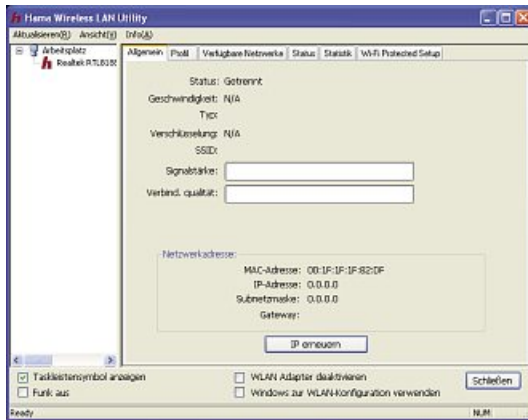 Hama Wireless LAN Utility
Aktualisieren(R) Ansicht(V) Info(A)
Arbeitsplatz
Realtek RTL8188
Allgemein Profil Verfügbare Netzwerke Status Statistik Wi-Fi Protected Setup
Status: Getrennt
Geschwindigkeit: N/A
Typ:
Verschlüsselung: N/A
SSID:
Signalstärke:
Verbind. qualität:
Netzwerkadresse:
MAC-Adresse: 00:1F:1F:1F:82:DF
IP-Adresse: 0.0.0.0
Subnetzmaske: 0.0.0.0
Gateway:
IP erneuern
Taskleistensymbol anzeigen
WLAN Adapter deaktivieren
Funk aus
Windows zur WLAN-Konfiguration verwenden
Schließen
Ready
NUM